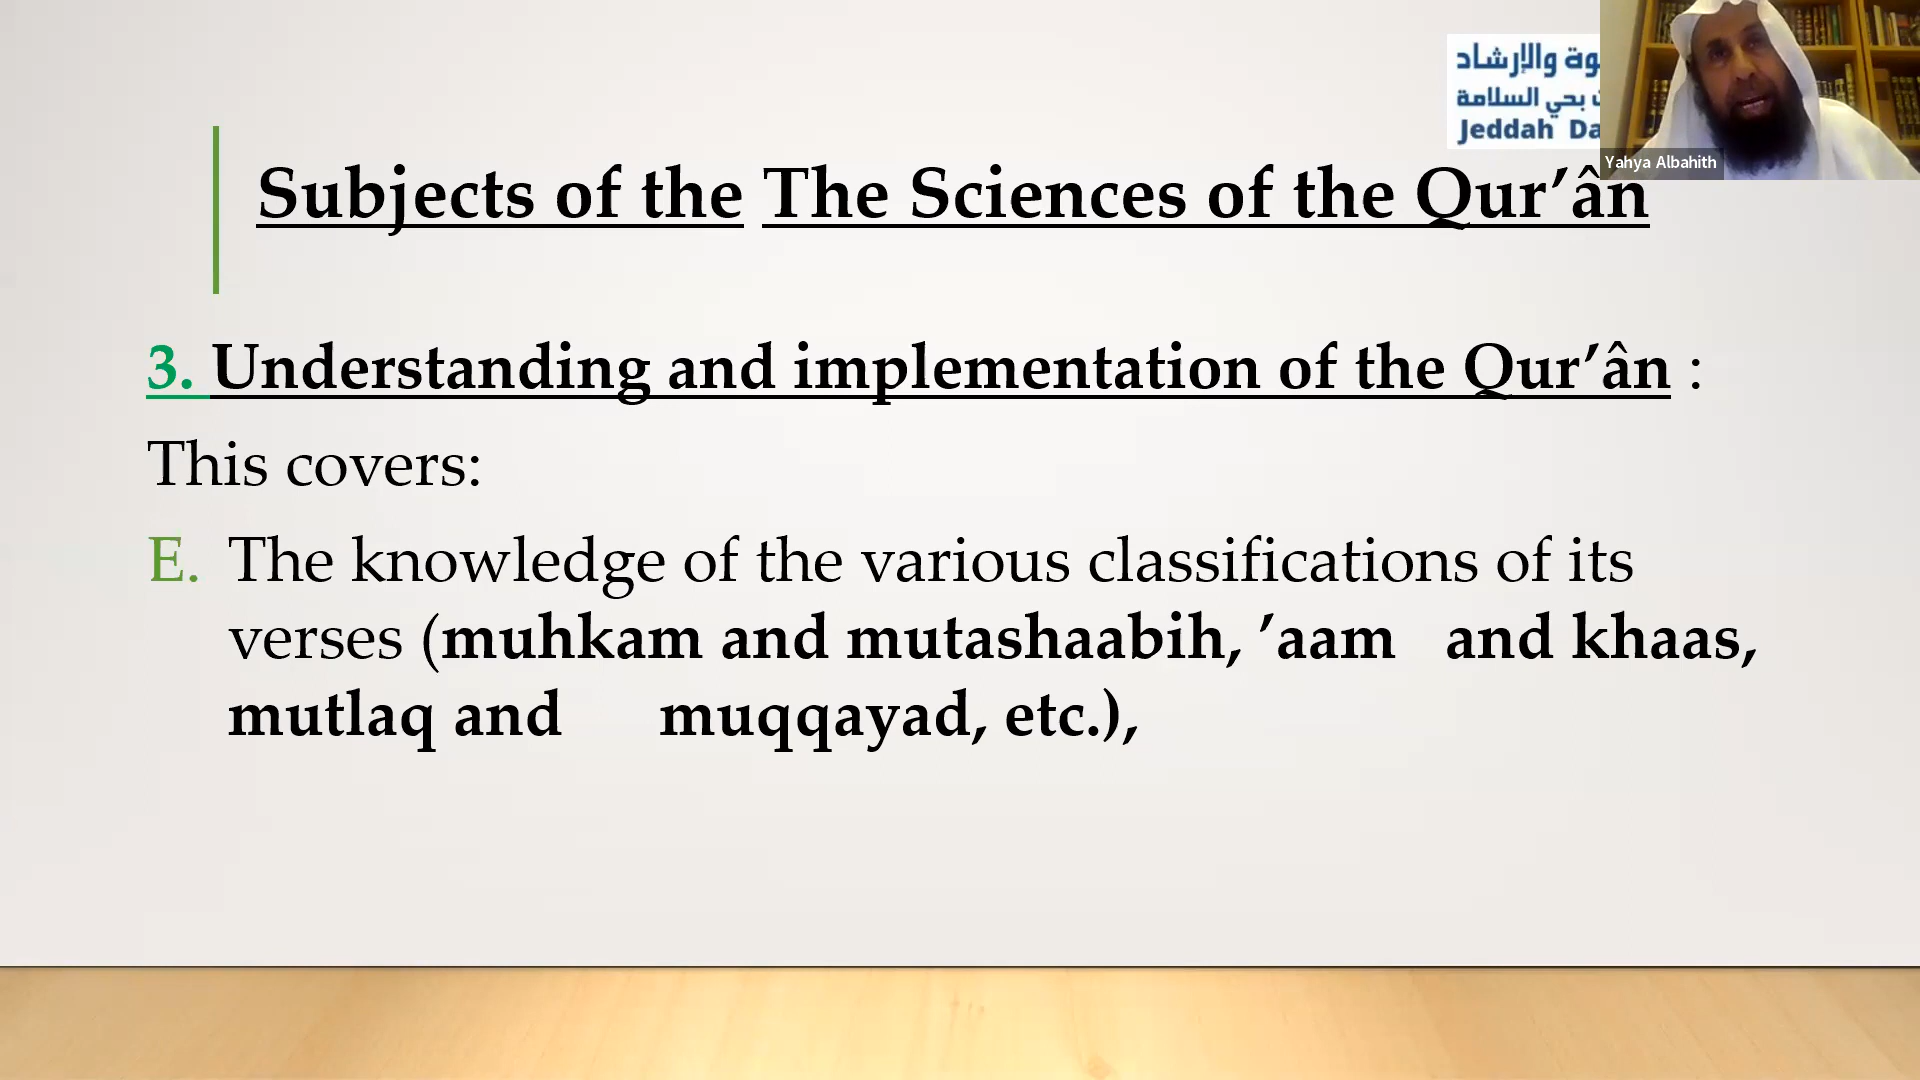 والإرشاد
بحي السلامة
Jeddah
Yahya Albahith
Subjects of the The Sciences of the Qur’ân
3. Understanding and implementation of the Qur’ân :
This covers:
E. The knowledge of the various classifications of its
verses (muhkam and mutashaabih, ’aam and khaas,
mutlaq and muqqayad, etc.),